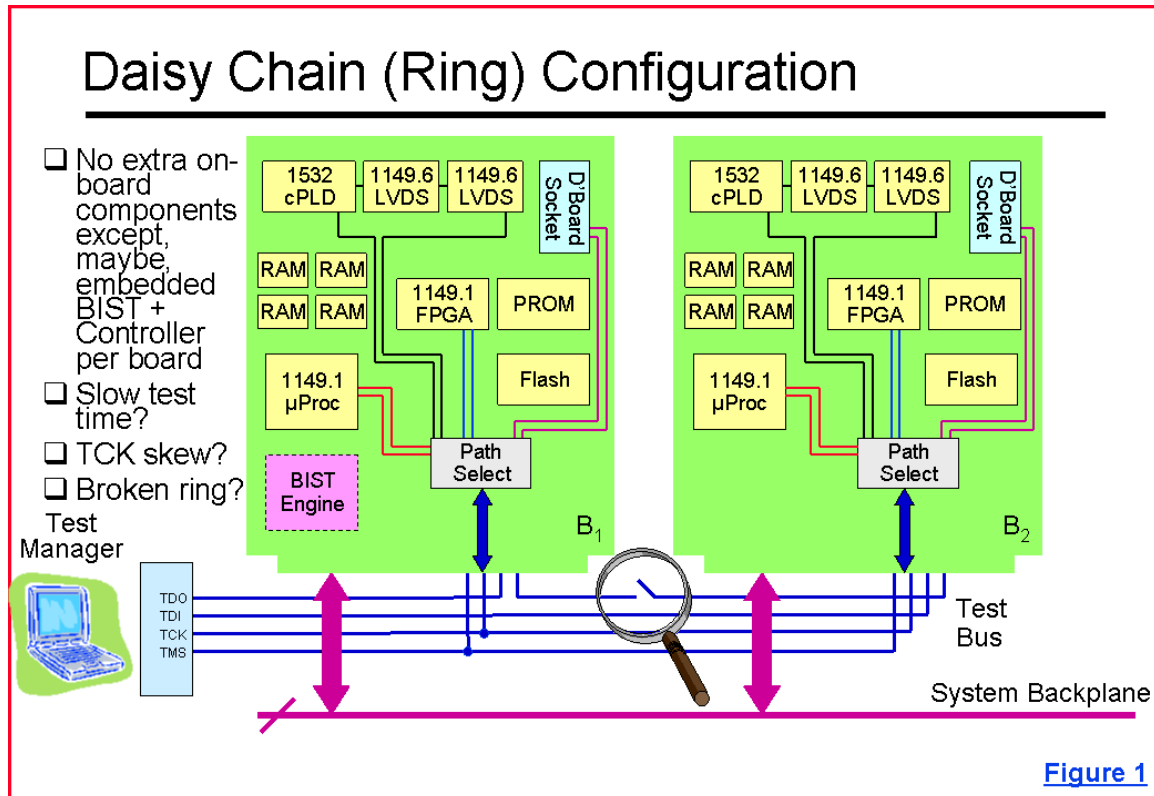 Daisy Chain (Ring) Configuration
❑ No extra on-
board
components
except,
maybe,
embedded
BIST +
Controller
per board
❑ Slow test
time?
❑ TCK skew?
❑ Broken ring?
Test
Manager
TDO
TDI
TCK
TMS
1532
cPLD
1149.6
LVDS
1149.6
LVDS
D'Board
Socket
RAM
RAM
RAM
RAM
1149.1
FPGA
PROM
1149.1
µProc
Flash
Path
Select
BIST
Engine
B1
1532
cPLD
1149.6
LVDS
1149.6
LVDS
D'Board
Socket
RAM
RAM
RAM
RAM
1149.1
FPGA
PROM
1149.1
µProc
Flash
Path
Select
B2
Test
Bus
System Backplane
Figure 1